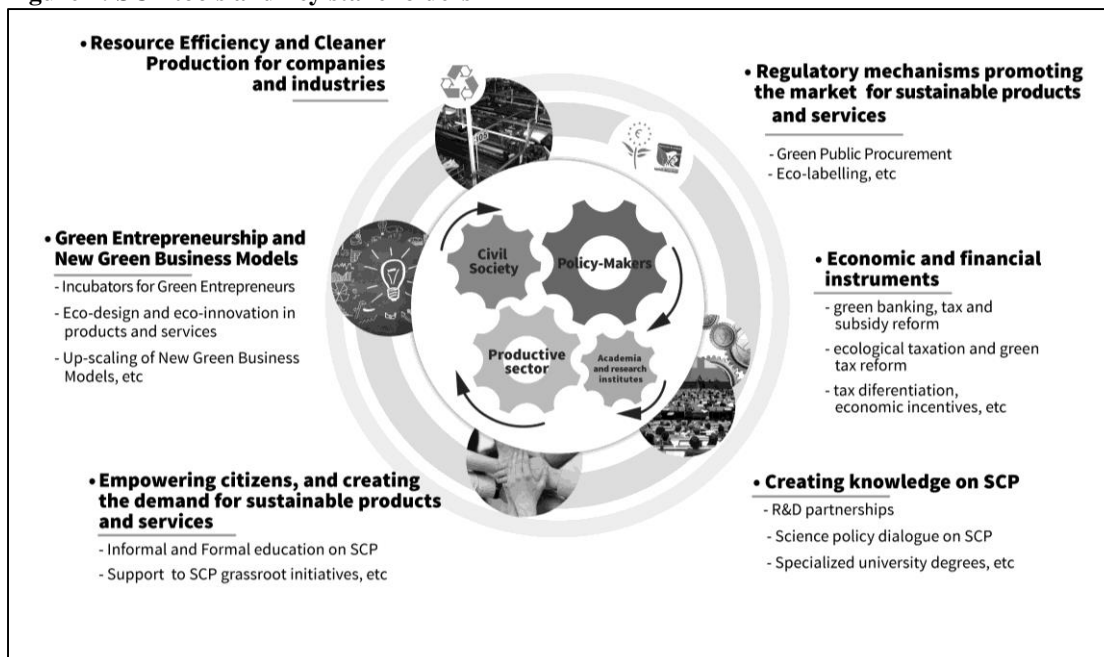 • Resource Efficiency and Cleaner
Production for companies
and industries
• Regulatory mechanisms promoting
the market for sustainable products
and services
- Green Public Procurement
- Eco-labelling, etc
• Green Entrepreneurship and
New Green Business Models
- Incubators for Green Entrepreneurs
- Eco-design and eco-innovation in
products and services
- Up-scaling of New Green Business
Models, etc
Civil
Society
Policy-Makers
Productive
sector
Academia
and research
institutes
105
€
• Economic and financial
instruments
- green banking, tax and
subsidy reform
- ecological taxation and green
tax reform
- tax diferentiation,
economic incentives, etc
• Empowering citizens, and creating
the demand for sustainable products
and services
- Informal and Formal education on SCP
- Support to SCP grassroot initiatives, etc
• Creating knowledge on SCP
- R&D partnerships
- Science policy dialogue on SCP
- Specialized university degrees, etc